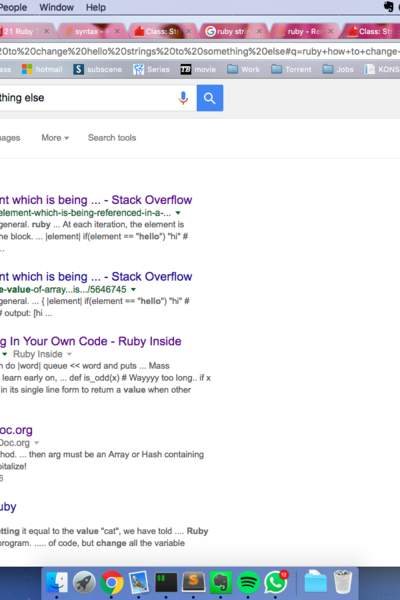 People Window Help
21 Ruby syntax - Class: St ruby stri ruby - Ro Class: St
20to%20change%20hello%20strings%20to%20something%20else#q=ruby+how+to+change-
ass hotmail subscene Series movie Work Torrent Jobs KONS
thing else
nages More Search tools
nt which is being ... - Stack Overflow
element-which-is-being-referenced-in-a-...
general. ruby ... At each iteration, the element is
he block. ... |element| if(element == "hello") "hi" #
...
nt which is being ... - Stack Overflow
e-value-of-array...is.../5646745
general. ... { |element| if(element == "hello") "hi" #
# output: [hi ...
g In Your Own Code - Ruby Inside
Ruby Inside
h do |word| queue << word and puts ... Mass
learn early on, ... def is_odd(x) # Wayyyy too long.. if x
in its single line form to return a value when other
oc.org
Doc.org
thod. ... then arg must be an Array or Hash containing
pitalize!
6
uby
etting it equal to the value "cat", we have told .... Ruby
program. ..... of code, but change all the variable
13